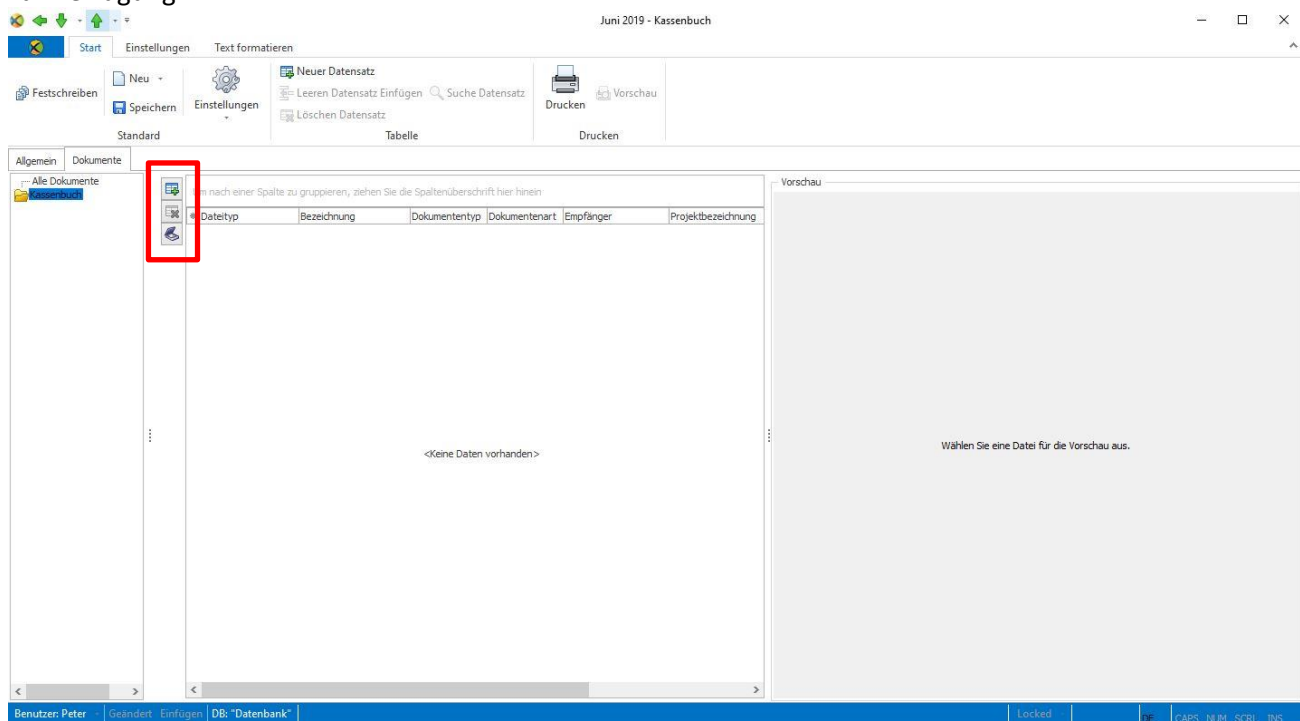 Juni 2019 - Kassenbuch
Start Einstellungen Text formatieren
Festschreiben
Neu
Speichern
Standard
Einstellungen
Neuer Datensatz
Leeren Datensatz Einfügen Suche Datensatz
Löschen Datensatz
Tabelle
Drucken
Vorschau
Drucken
Allgemein Dokumente
Alle Dokumente
Kassenbuch
nach einer Spalte zu gruppieren, ziehen Sie die Spaltenüberschrift hier hinein
Dateityp Bezeichnung Dokumententyp Dokumentenart Empfänger Projektbezeichnung
<Keine Daten vorhanden>
Vorschau
Wählen Sie eine Datei für die Vorschau aus.
Benutzer: Peter Geändert Einfügen DB: "Datenbank" Locked DE CAPS NUM SCRL INS